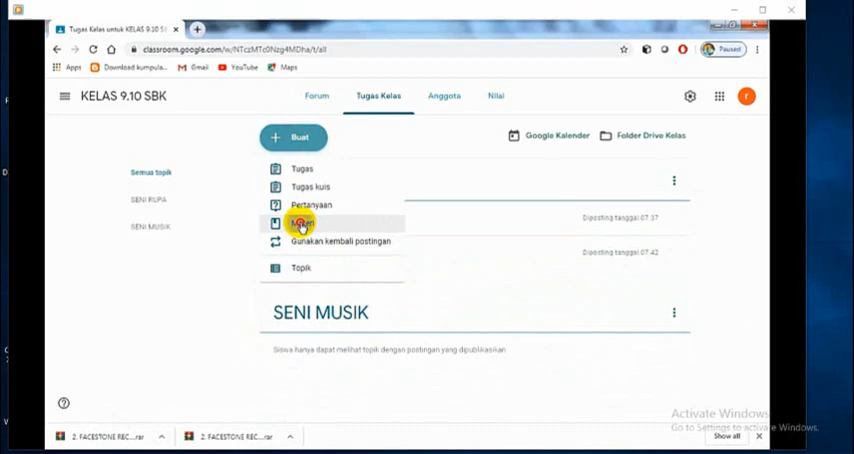 Tugas Kelas untuk KELAS 9.10 SB
classroom.google.com/w/NTczMTc0Nzg4MDha/t/all
Paused
Apps Download kumpula... Gmail YouTube Maps
KELAS 9.10 SBK
Forum Tugas Kelas Anggota Nilai
r
Buat
Google Kalender Folder Drive Kelas
Semua topik
SENI RUPA
SENI MUSIK
Tugas
Tugas kuis
Pertanyaan
Gunakan kembali postingan
Topik
Diposting tanggal 07.37
Diposting tanggal 07.42
SENI MUSIK
Siswa hanya dapat melihat topik dengan postingan yang dipublikasikan
Activate Windows
Go to Settings to activate Windows.
2. FACESTONE REC....rar
2. FACESTONE REC....rar
Show all